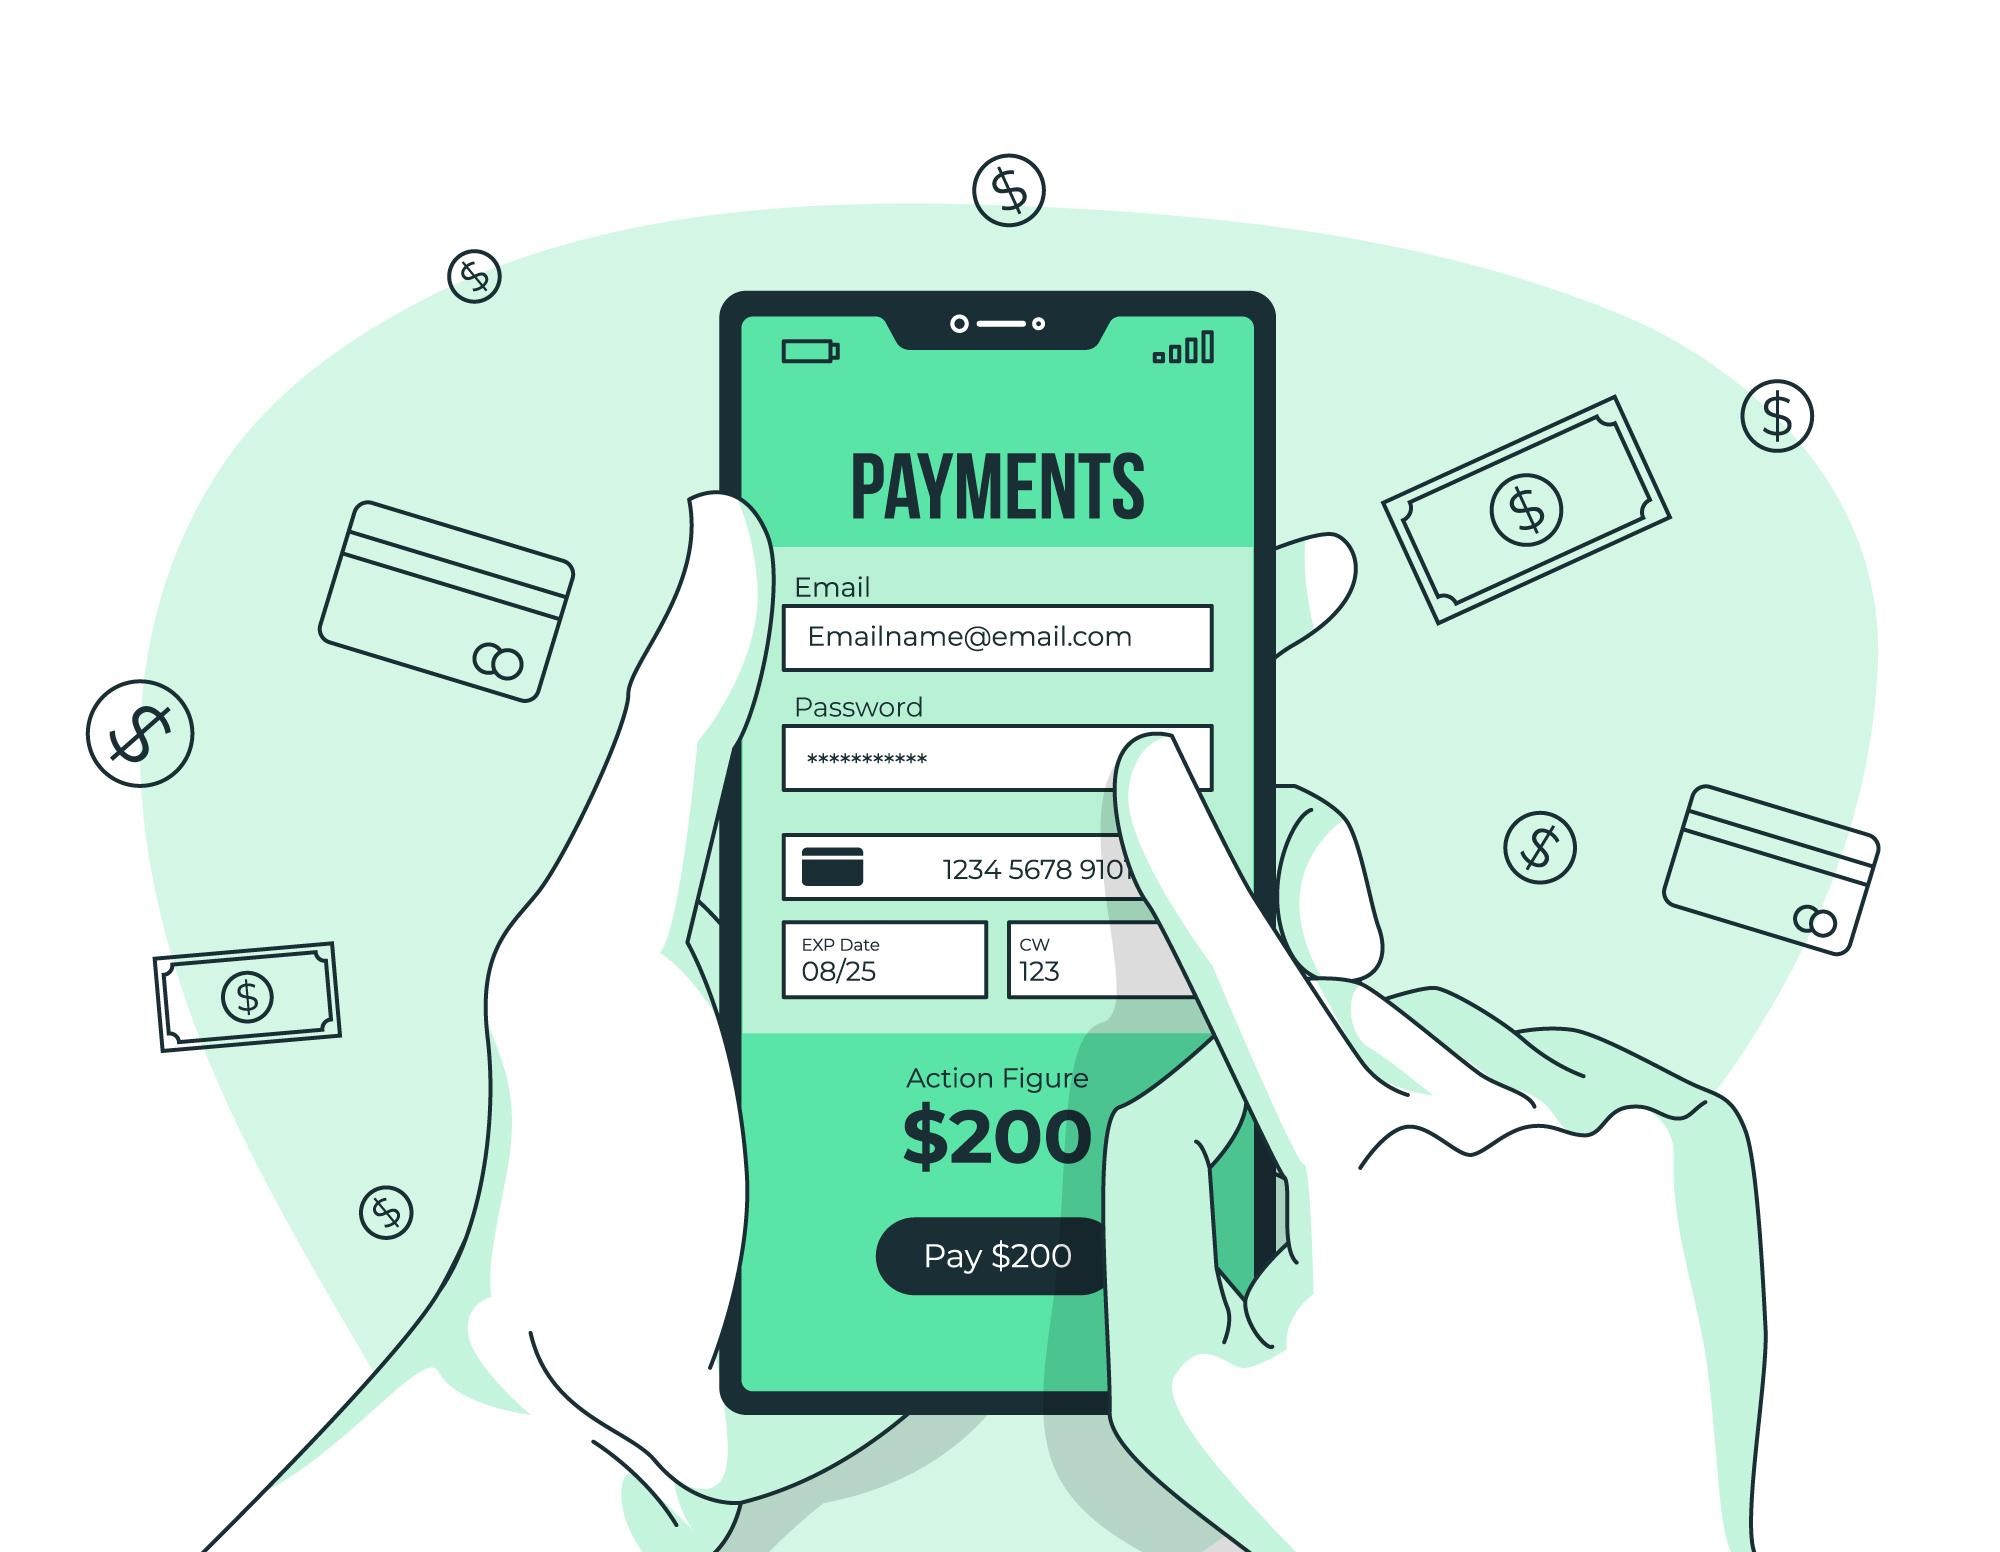 $
$
$
$
$
PAYMENTS
Email
Emailname@email.com
Password
***********
$
1234 5678 9101
$
EXP Date
08/25
CW
123
$
Action Figure
$200
$
Pay $200